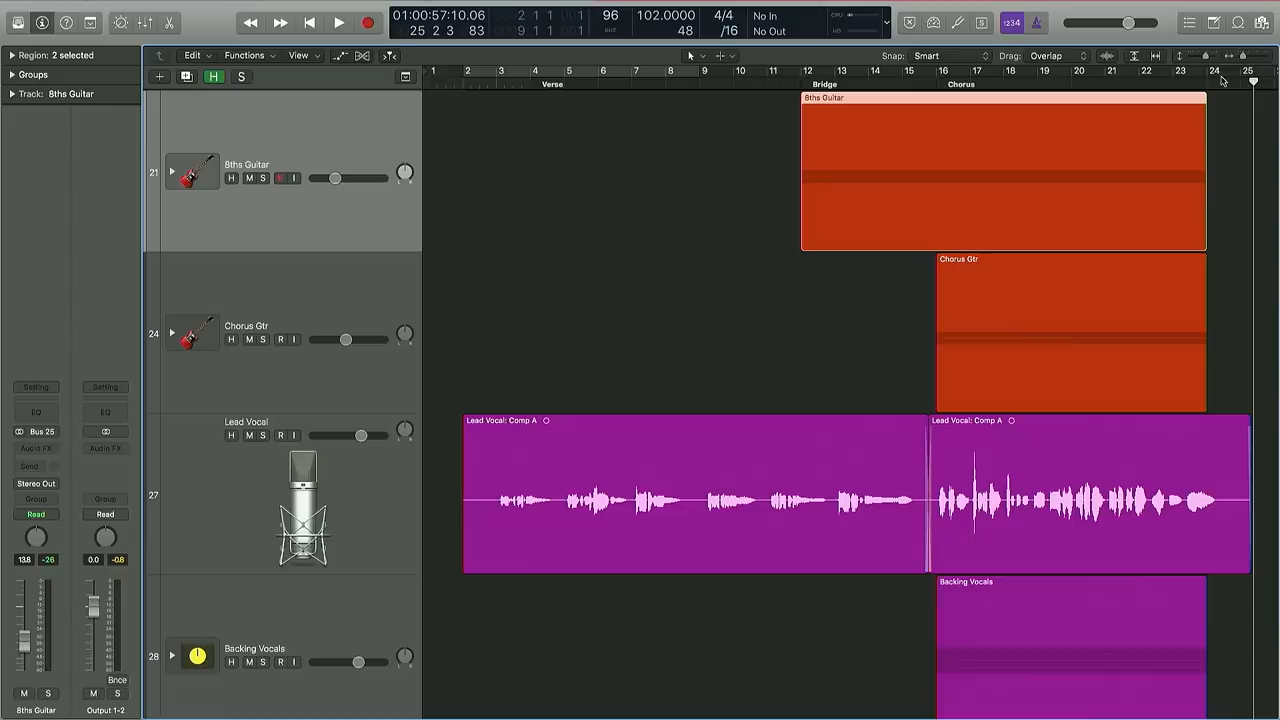 01:00:57:10.06
25 2 3 83
2 1 1 1
9 1 1 1
96
KHZ
102.0000
48
4/4
/16
No In
No Out
CPU
HD
1234
Region: 2 selected
Groups
Track: 8ths Guitar
Edit
Functions
View
Snap: Smart
Drag: Overlap
H S
1 2 3 4 5 6 7 8 9 10 11 12 13 14 15 16 17 18 19 20 21 22 23 24 25
Verse
Bridge
Chorus
21
8ths Guitar
H M S R I
L R
8ths Guitar
24
Chorus Gtr
H M S R I
L R
Chorus Gtr
27
Lead Vocal
H M S R I
L R
Lead Vocal: Comp A
Lead Vocal: Comp A
28
Backing Vocals
H M S R I
L R
Backing Vocals
Setting
EQ
Bus 25
Audio FX
Send
Stereo Out
Group
Read
13.8 -26
M S
8ths Guitar
Setting
EQ
Audio FX
Group
Read
0.0 -0.8
Bnce
M S
Output 1-2